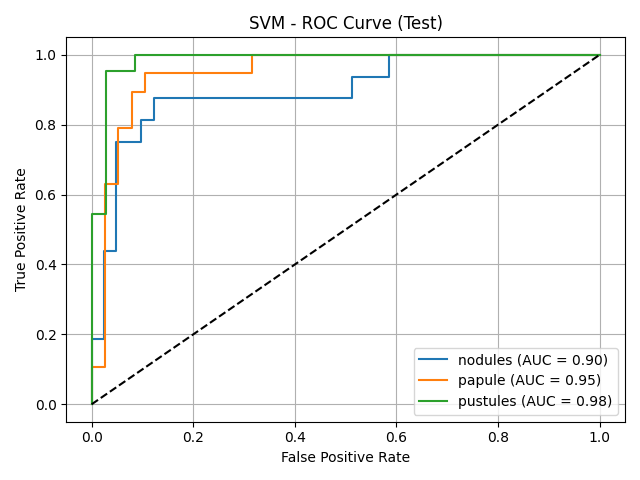 SVM - ROC Curve (Test)
True Positive Rate
1.0
0.8
0.6
0.4
0.2
0.0
0.0 0.2 0.4 0.6 0.8 1.0
False Positive Rate
nodules (AUC = 0.90)
papule (AUC = 0.95)
pustules (AUC = 0.98)